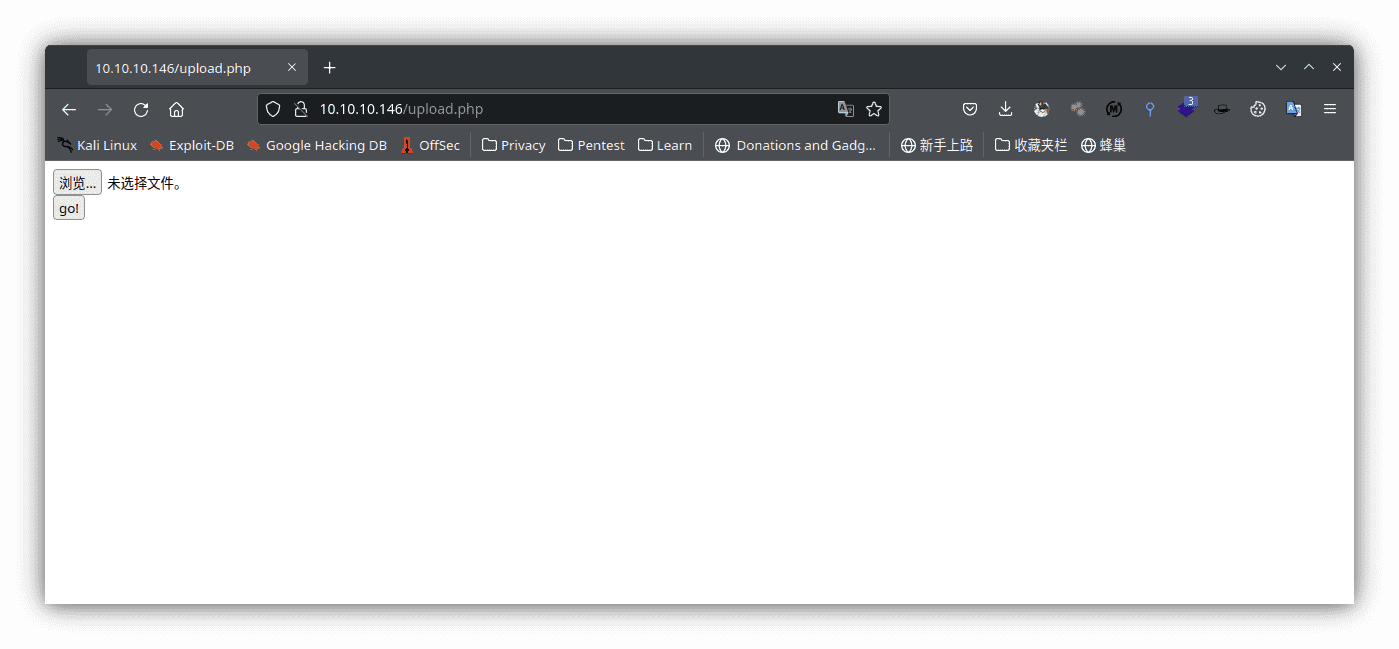 10.10.10.146/upload.php
10.10.10.146/upload.php 3
Kali Linux Exploit-DB Google Hacking DB OffSec Privacy Pentest Learn Donations and Gadg... 新手上路 收藏夹栏 蜂巢
浏览... 未选择文件。
go!